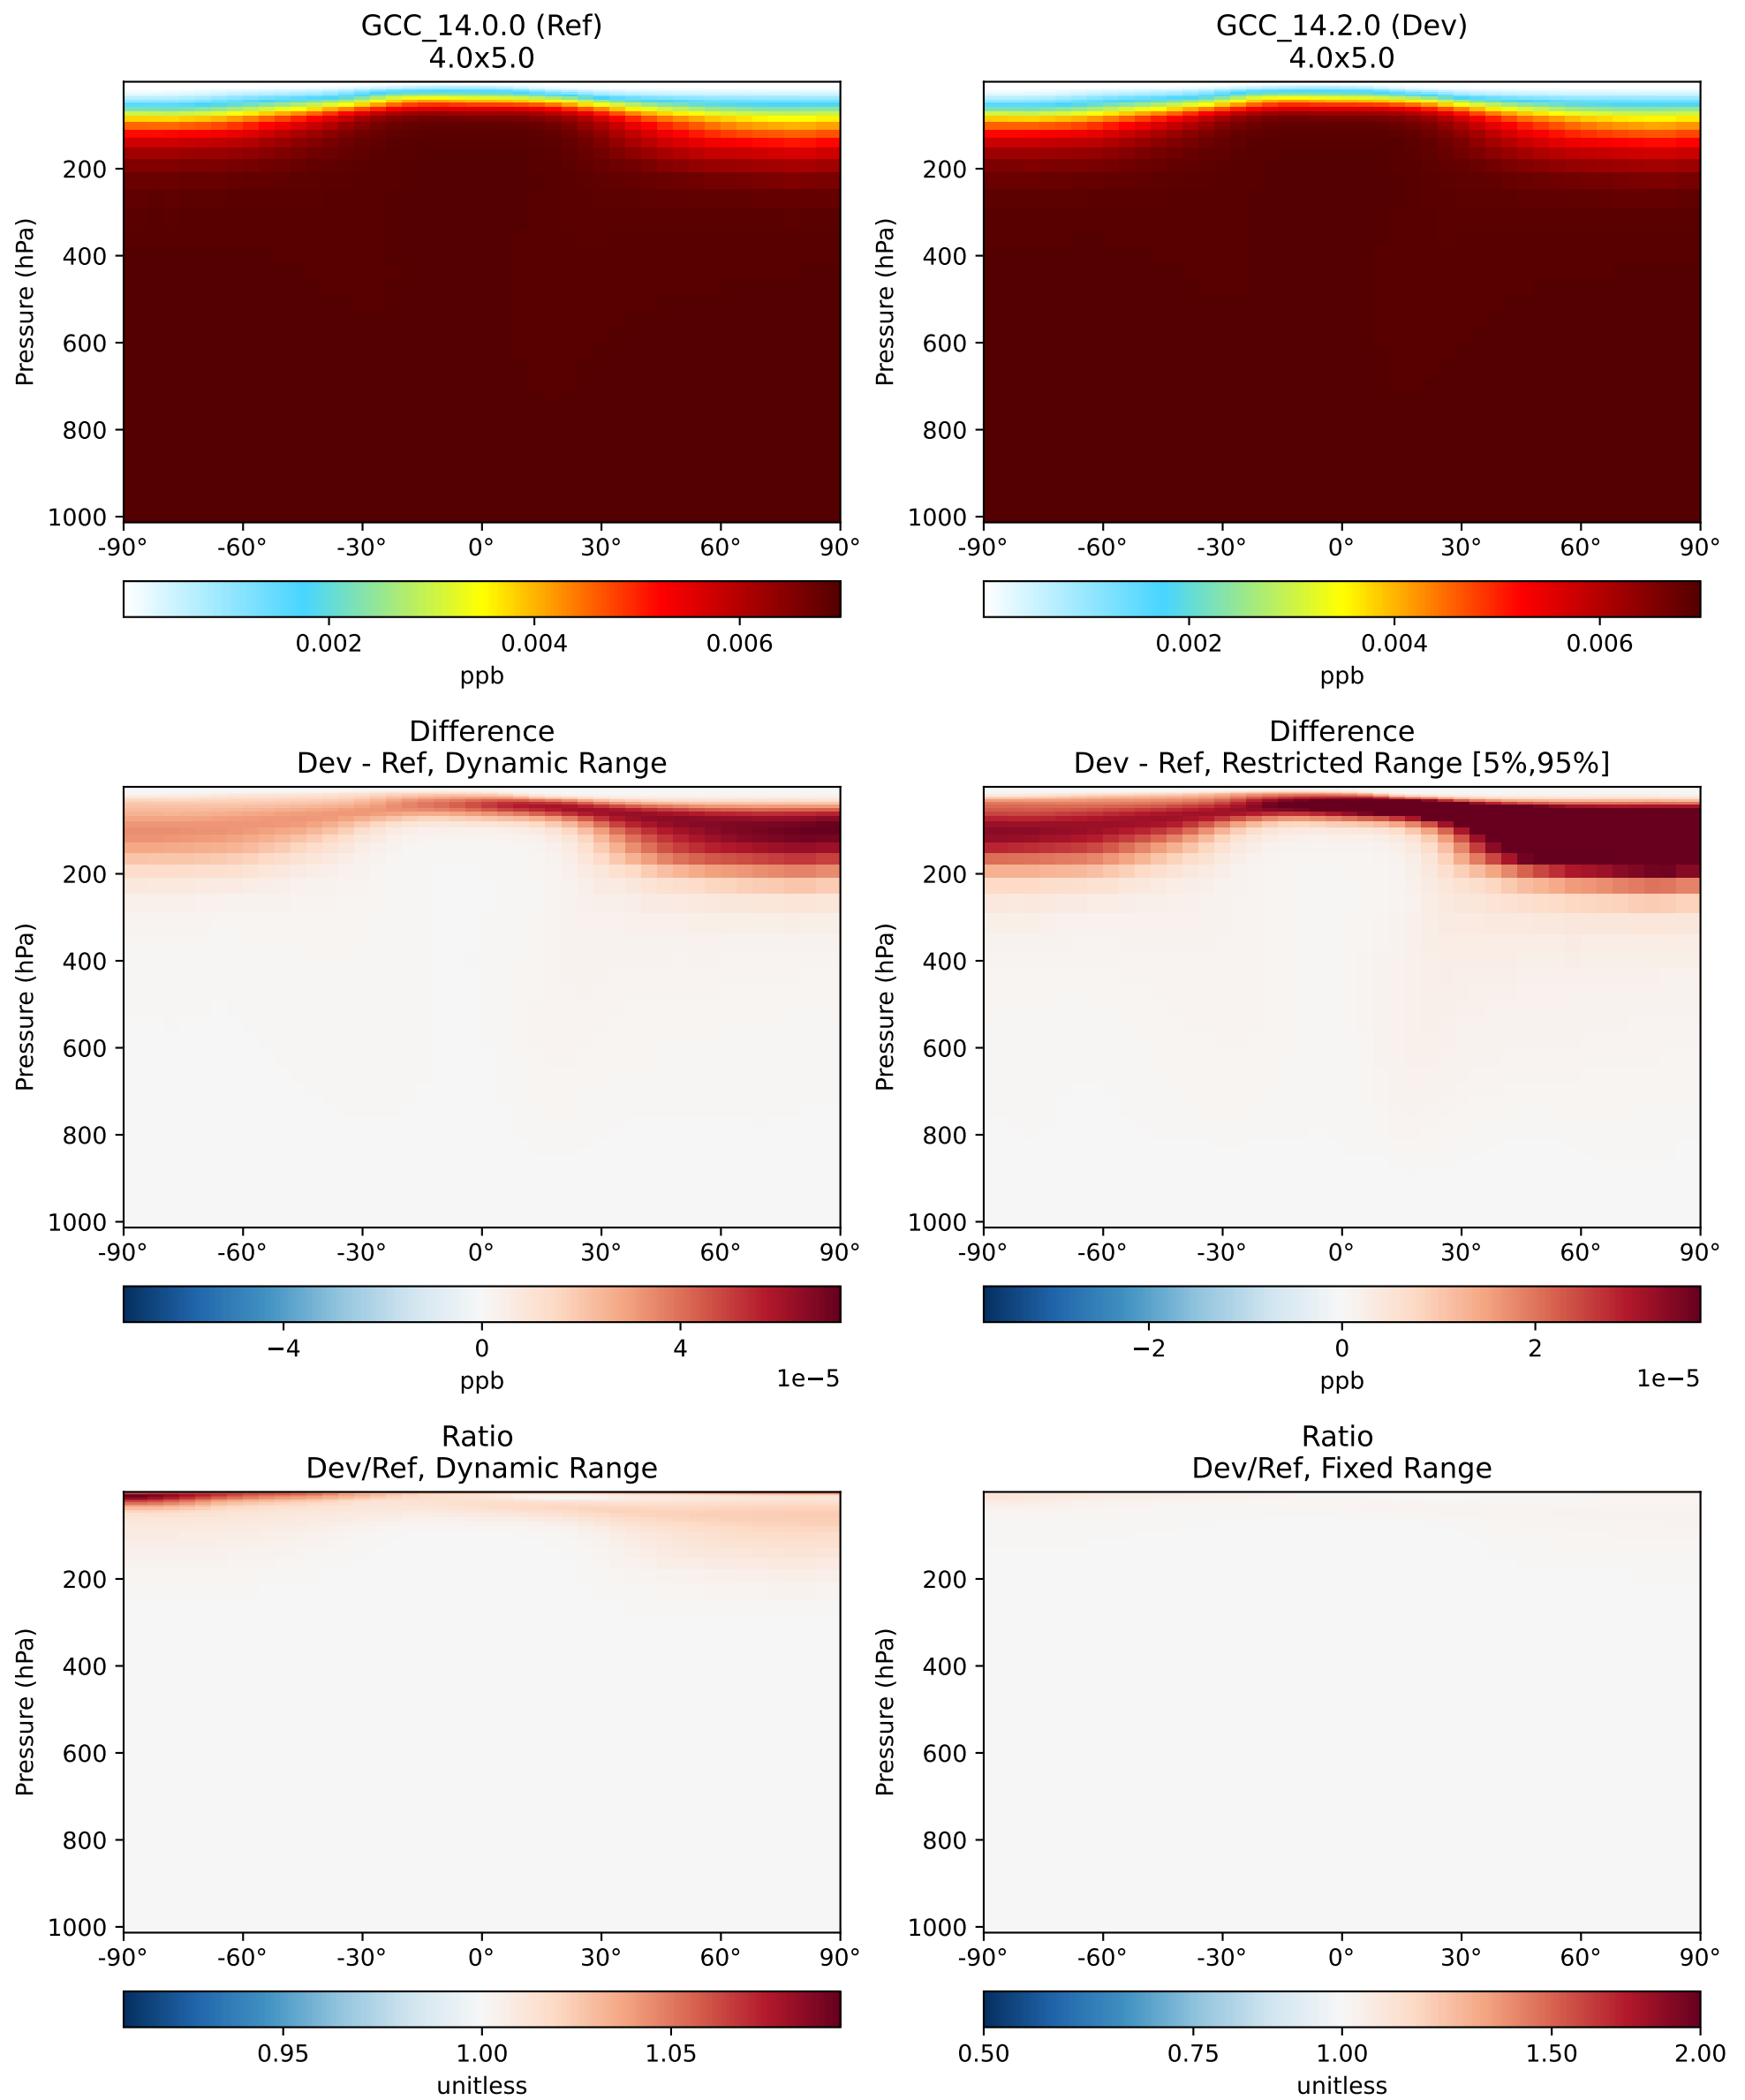 GCC_14.0.0 (Ref)
4.0x5.0
Pressure (hPa)
200
400
600
800
1000
-90° -60° -30° 0° 30° 60° 90°
0.002 0.004 0.006
ppb
GCC_14.2.0 (Dev)
4.0x5.0
Pressure (hPa)
200
400
600
800
1000
-90° -60° -30° 0° 30° 60° 90°
0.002 0.004 0.006
ppb
Difference
Dev - Ref, Dynamic Range
Pressure (hPa)
200
400
600
800
1000
-90° -60° -30° 0° 30° 60° 90°
−4 0 4
ppb 1e−5
Difference
Dev - Ref, Restricted Range [5%,95%]
Pressure (hPa)
200
400
600
800
1000
-90° -60° -30° 0° 30° 60° 90°
−2 0 2
ppb 1e−5
Ratio
Dev/Ref, Dynamic Range
Pressure (hPa)
200
400
600
800
1000
-90° -60° -30° 0° 30° 60° 90°
0.95 1.00 1.05
unitless
Ratio
Dev/Ref, Fixed Range
Pressure (hPa)
200
400
600
800
1000
-90° -60° -30° 0° 30° 60° 90°
0.50 0.75 1.00 1.50 2.00
unitless